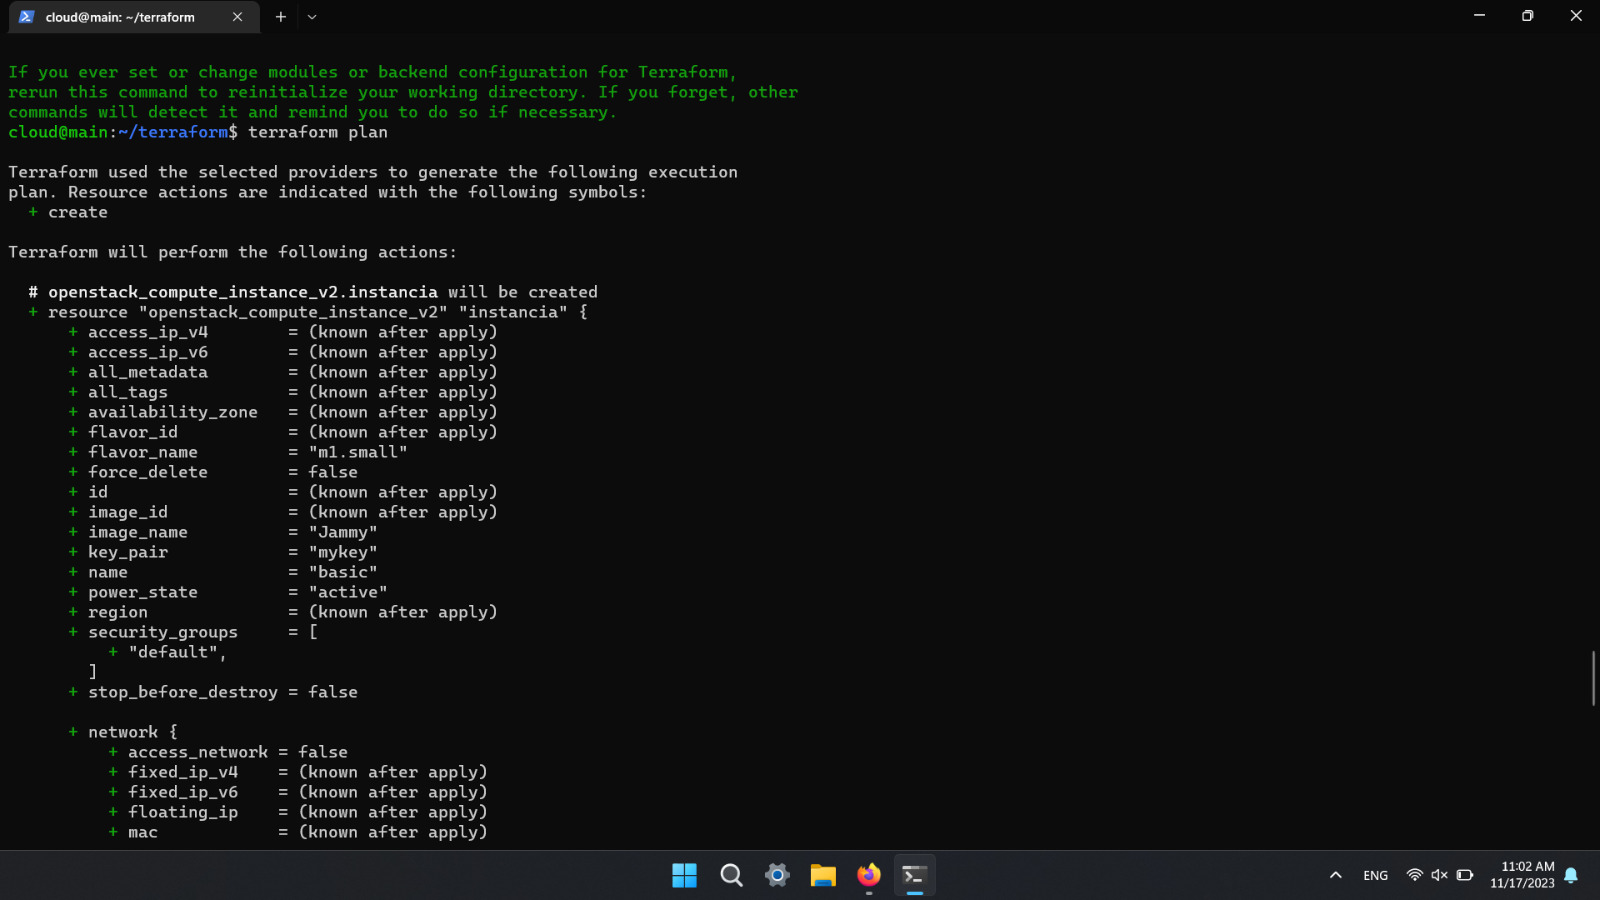 cloud@main: ~/terraform
If you ever set or change modules or backend configuration for Terraform,
rerun this command to reinitialize your working directory. If you forget, other
commands will detect it and remind you to do so if necessary.
cloud@main:~/terraform$ terraform plan
Terraform used the selected providers to generate the following execution
plan. Resource actions are indicated with the following symbols:
  + create
Terraform will perform the following actions:
  # openstack_compute_instance_v2.instancia will be created
  + resource "openstack_compute_instance_v2" "instancia" {
      + access_ip_v4        = (known after apply)
      + access_ip_v6        = (known after apply)
      + all_metadata        = (known after apply)
      + all_tags            = (known after apply)
      + availability_zone   = (known after apply)
      + flavor_id           = (known after apply)
      + flavor_name         = "m1.small"
      + force_delete        = false
      + id                  = (known after apply)
      + image_id            = (known after apply)
      + image_name          = "Jammy"
      + key_pair            = "mykey"
      + name                = "basic"
      + power_state         = "active"
      + region              = (known after apply)
      + security_groups     = [
          + "default",
        ]
      + stop_before_destroy = false
      + network {
          + access_network = false
          + fixed_ip_v4    = (known after apply)
          + fixed_ip_v6    = (known after apply)
          + floating_ip    = (known after apply)
          + mac            = (known after apply)
ENG
11:02 AM
11/17/2023